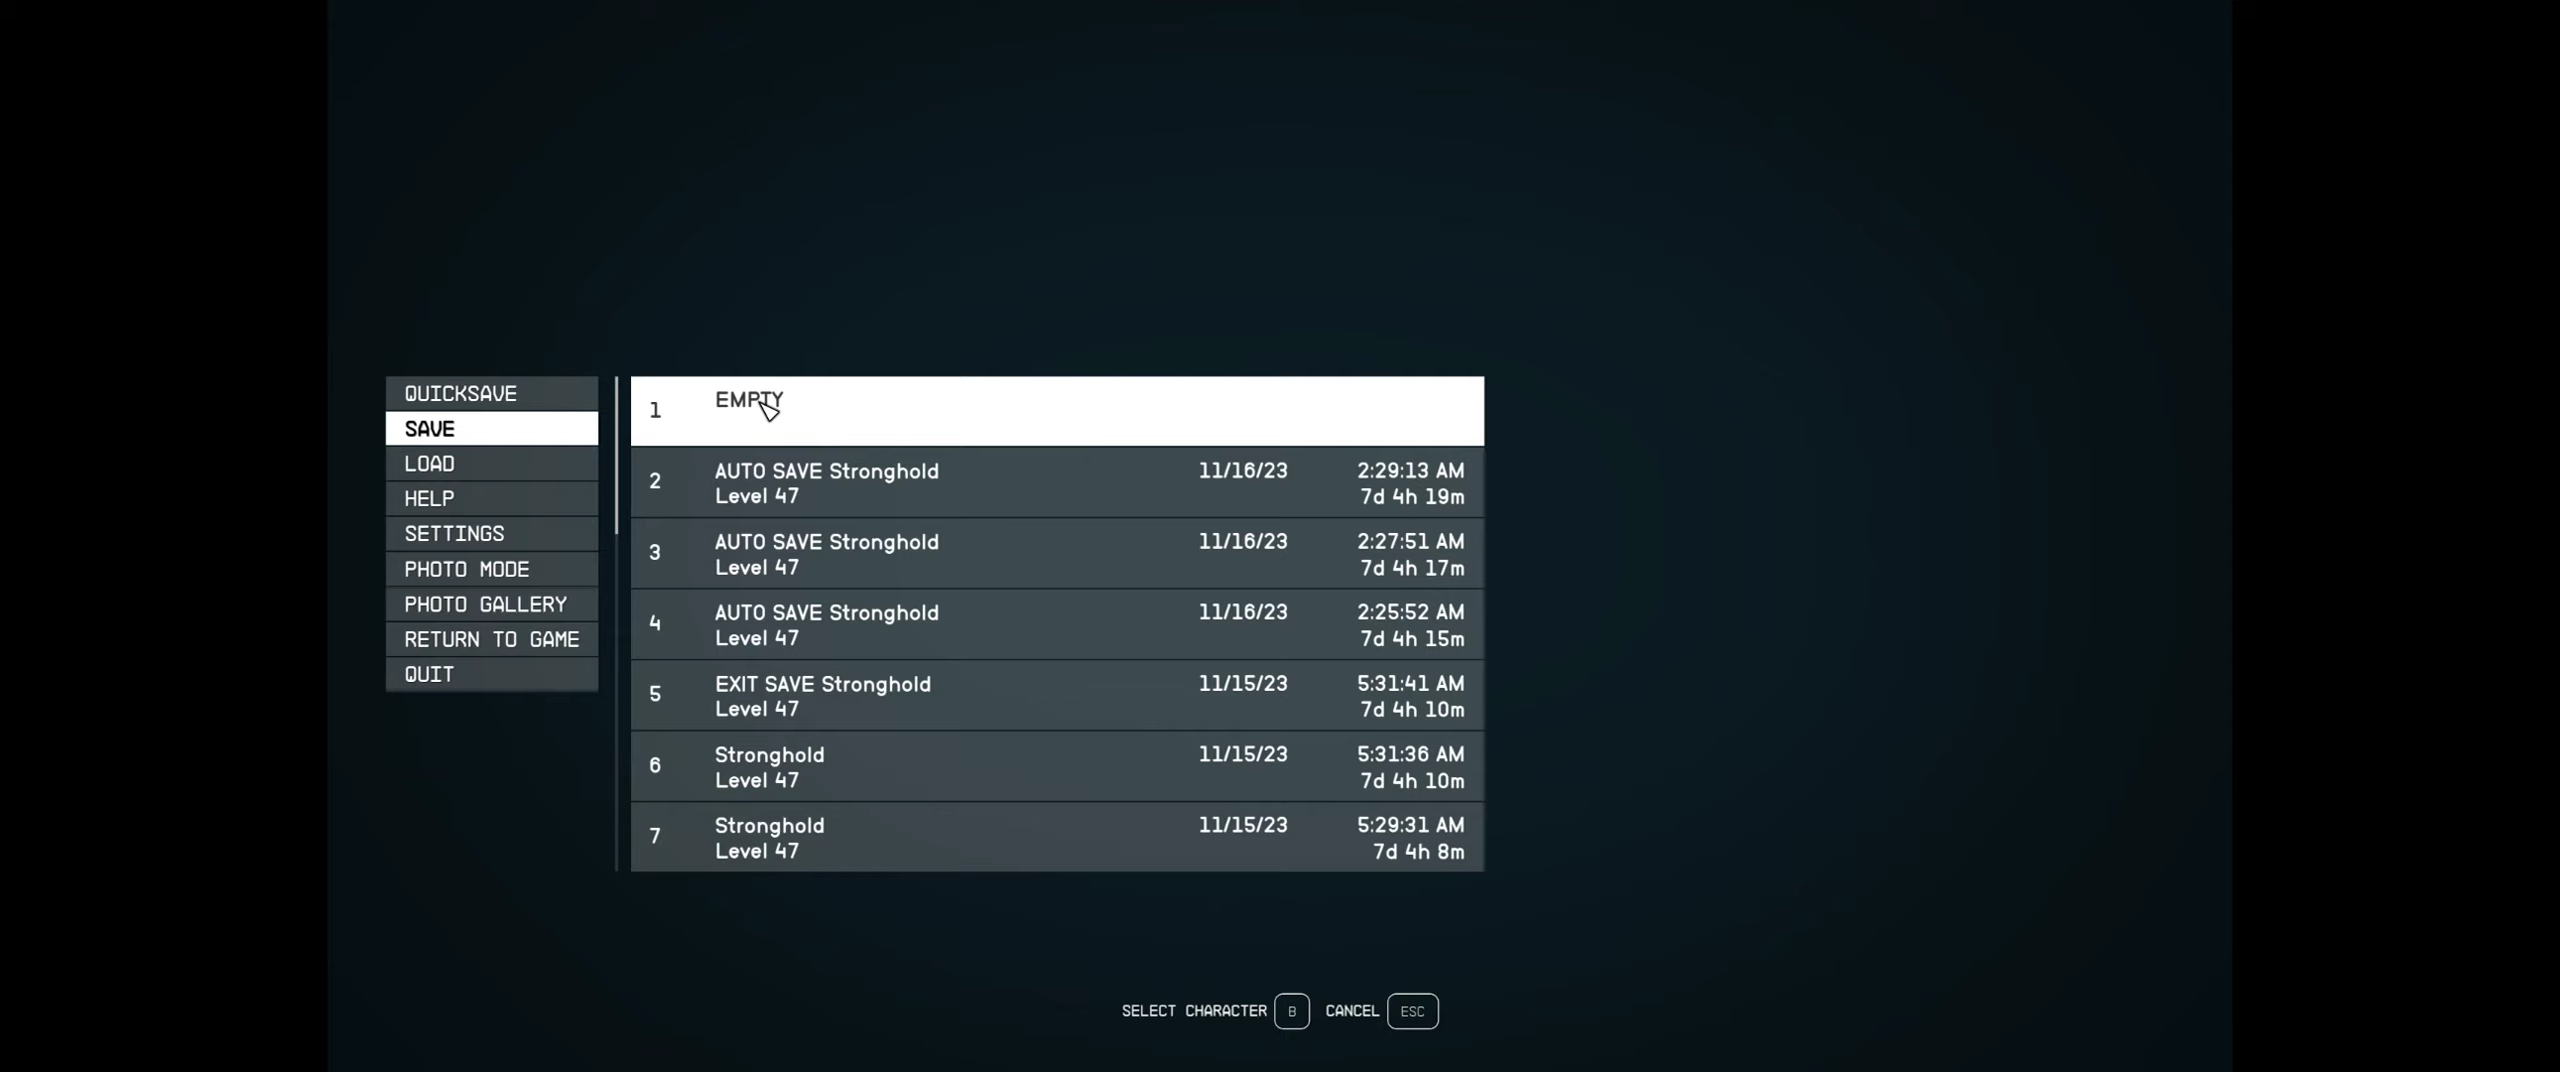 QUICKSAVE
SAVE
LOAD
HELP
SETTINGS
PHOTO MODE
PHOTO GALLERY
RETURN TO GAME
QUIT
1 EMPTY
2 AUTO SAVE Stronghold 11/16/23 2:29:13 AM
Level 47 7d 4h 19m
3 AUTO SAVE Stronghold 11/16/23 2:27:51 AM
Level 47 7d 4h 17m
4 AUTO SAVE Stronghold 11/16/23 2:25:52 AM
Level 47 7d 4h 15m
5 EXIT SAVE Stronghold 11/15/23 5:31:41 AM
Level 47 7d 4h 10m
6 Stronghold 11/15/23 5:31:36 AM
Level 47 7d 4h 10m
7 Stronghold 11/15/23 5:29:31 AM
Level 47 7d 4h 8m
SELECT CHARACTER B CANCEL ESC